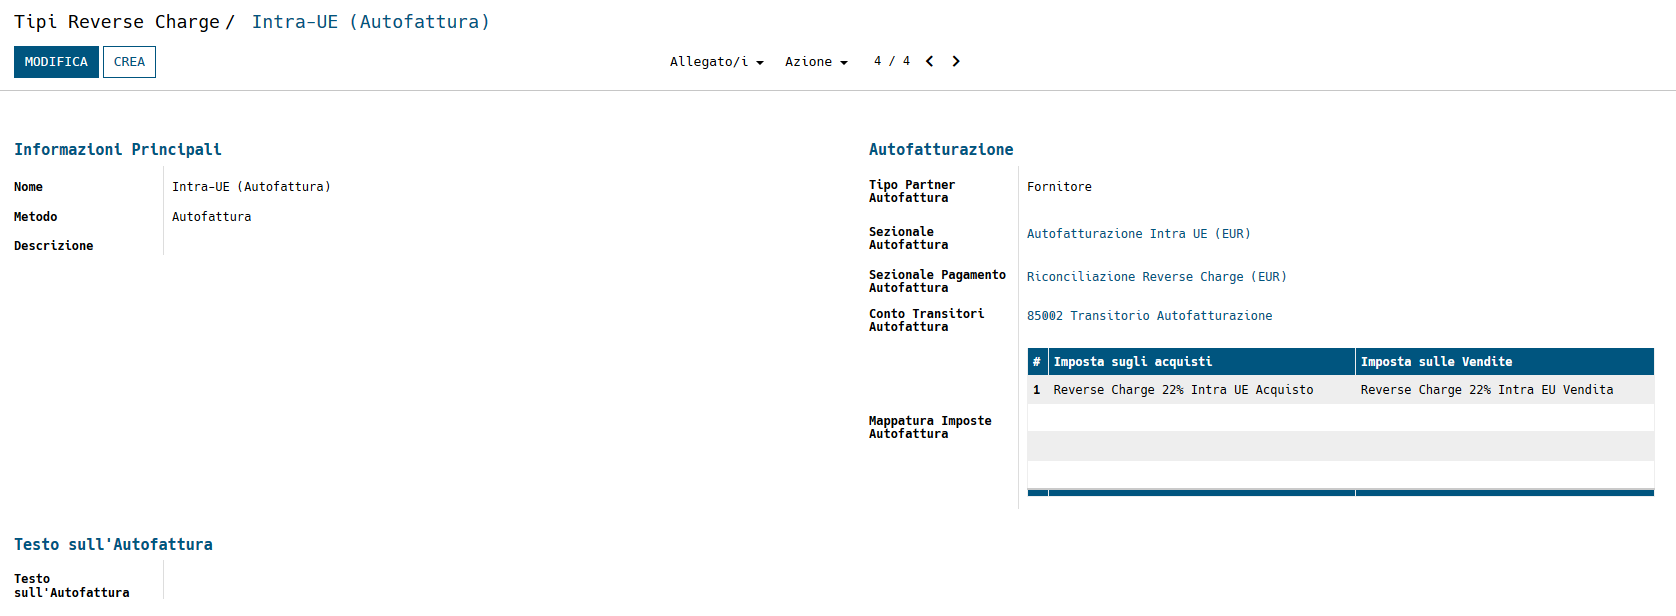 Tipi Reverse Charge / Intra-UE (Autofattura)
MODIFICA CREA Allegato/i Azione 4 / 4
Informazioni Principali
Nome Intra-UE (Autofattura)
Metodo Autofattura
Descrizione
Autofatturazione
Tipo Partner
Autofattura
Fornitore
Sezionale
Autofattura
Autofatturazione Intra UE (EUR)
Sezionale Pagamento
Autofattura
Riconciliazione Reverse Charge (EUR)
Conto Transitori
Autofattura
85002 Transitorio Autofatturazione
Mappatura Imposte
Autofattura
# Imposta sugli acquisti Imposta sulle Vendite
1 Reverse Charge 22% Intra UE Acquisto Reverse Charge 22% Intra EU Vendita
Testo sull'Autofattura
Testo
sull'Autofattura